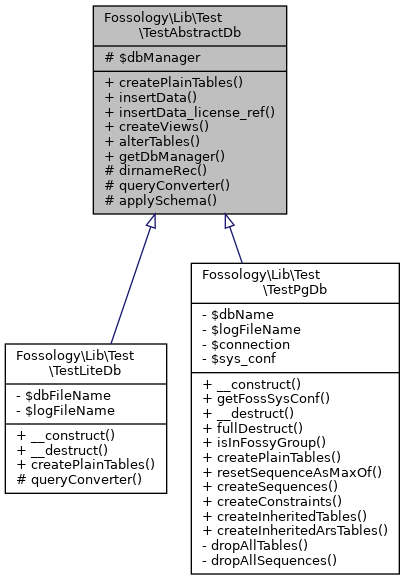 Fossology\Lib\Test
\TestAbstractDb
# $dbManager
+ createPlainTables()
+ insertData()
+ insertData_license_ref()
+ createViews()
+ alterTables()
+ getDbManager()
# dirnameRec()
# queryConverter()
# applySchema()
Fossology\Lib\Test
\TestLiteDb
- $dbFileName
- $logFileName
+ __construct()
+ __destruct()
+ createPlainTables()
# queryConverter()
Fossology\Lib\Test
\TestPgDb
- $dbName
- $logFileName
- $connection
- $sys_conf
+ __construct()
+ getFossSysConf()
+ __destruct()
+ fullDestruct()
+ isInFossyGroup()
+ createPlainTables()
+ resetSequenceAsMaxOf()
+ createSequences()
+ createConstraints()
+ createInheritedTables()
+ createInheritedArsTables()
- dropAllTables()
- dropAllSequences()